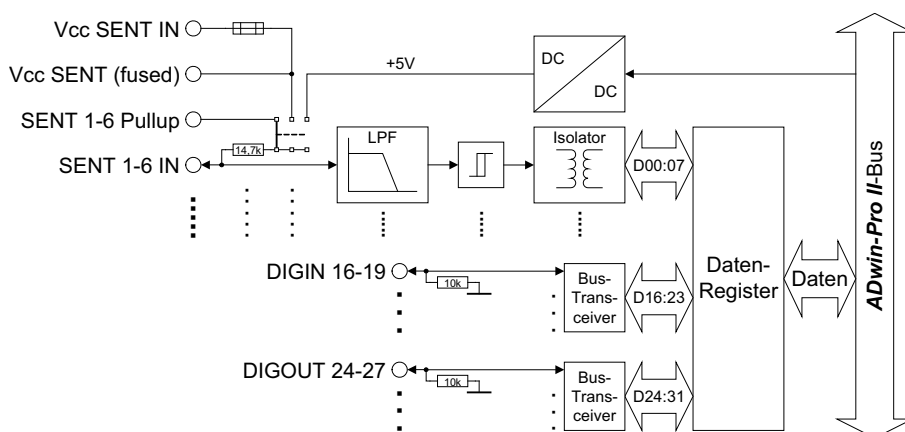 Vcc SENT IN
Vcc SENT (fused)
SENT 1-6 Pullup
SENT 1-6 IN
14,7k
+5V
DC
DC
LPF
Isolator
D00:07
DIGIN 16-19
10k
Bus-
Trans-
ceiver
D16:23
DIGOUT 24-27
10k
Bus-
Trans-
ceiver
D24:31
Daten-
Register
Daten
ADwin-Pro II-Bus